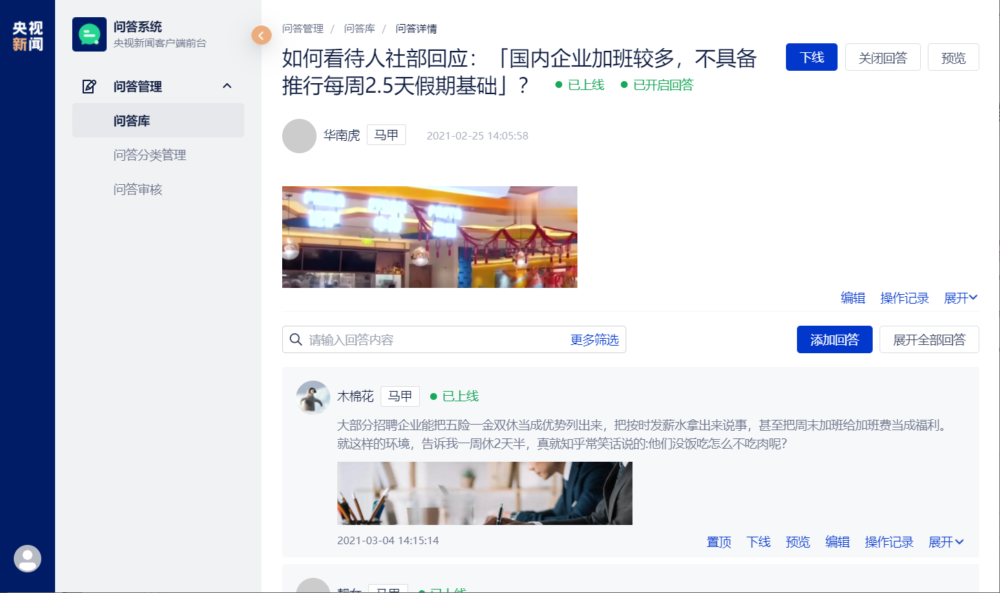 央视
新闻
问答系统
央视新闻客户端前台
问答管理
问答库
问答分类管理
问答审核
问答管理 / 问答库 / 问答详情
如何看待人社部回应：「国内企业加班较多，不具备
推行每周2.5天假期基础」？ 已上线 已开启回答
下线 关闭回答 预览
华南虎 马甲 2021-02-25 14:05:58
编辑 操作记录 展开
请输入回答内容 更多筛选 添加回答 展开全部回答
木棉花 马甲 已上线
大部分招聘企业能把五险一金双休当成优势列出来，把按时发薪水拿出来说事，甚至把周末加班给加班费当成福利。
就这样的环境，告诉我一周休2天半，真就知乎常笑话说的:他们没饭吃怎么不吃肉呢?
2021-03-04 14:15:14 置顶 下线 预览 编辑 操作记录 展开
马甲 已上线